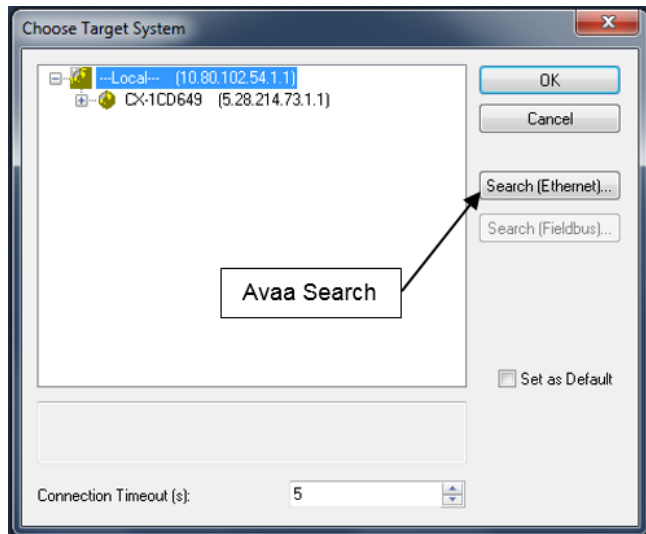 Choose Target System
---Local--- (10.80.102.54.1.1)
CX-1CD649 (5.28.214.73.1.1)
OK
Cancel
Search (Ethernet)...
Search (Fieldbus)...
Avaa Search
Set as Default
Connection Timeout (s):
5